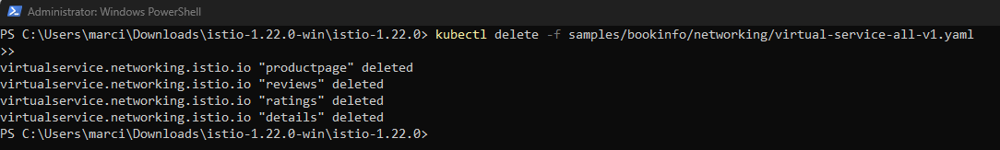 Administrator: Windows PowerShell
PS C:\Users\marci\Downloads\istio-1.22.0-win\istio-1.22.0> kubectl delete -f samples/bookinfo/networking/virtual-service-all-v1.yaml
>>
virtualservice.networking.istio.io "productpage" deleted
virtualservice.networking.istio.io "reviews" deleted
virtualservice.networking.istio.io "ratings" deleted
virtualservice.networking.istio.io "details" deleted
PS C:\Users\marci\Downloads\istio-1.22.0-win\istio-1.22.0>